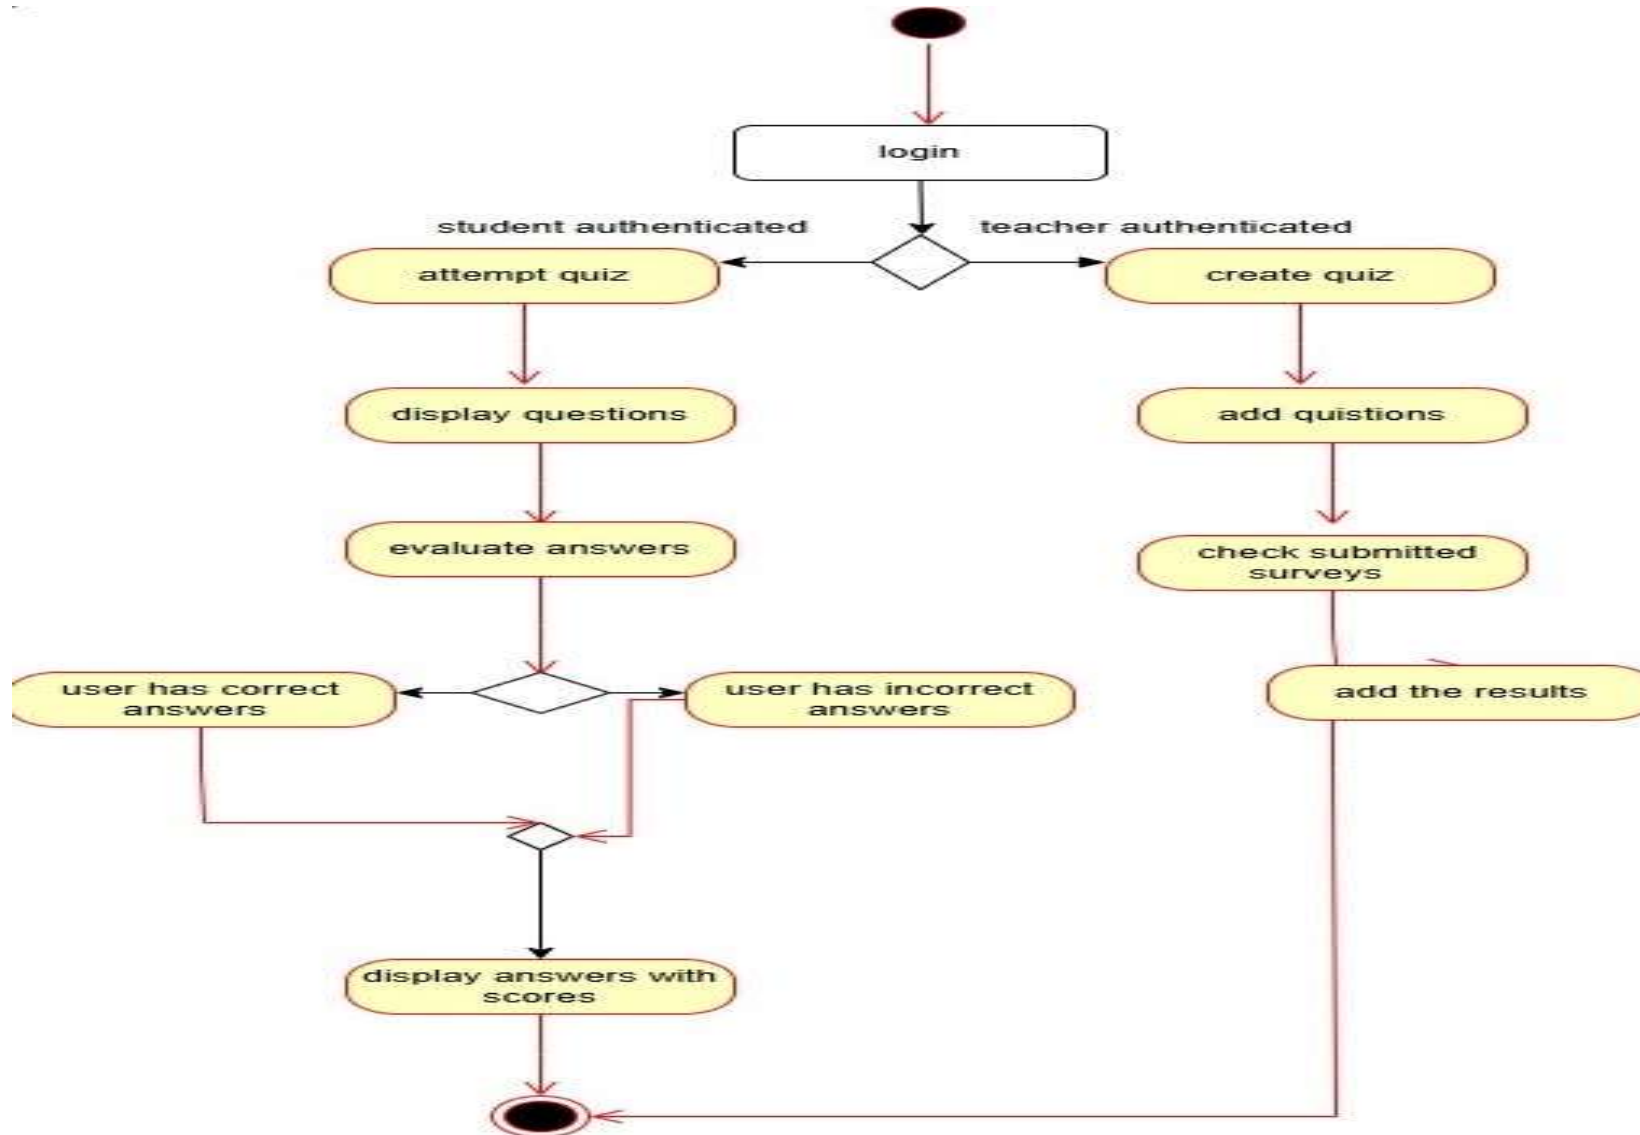 login
student authenticated
teacher authenticated
attempt quiz
create quiz
display questions
add quistions
evaluate answers
check submitted
surveys
user has correct
answers
user has incorrect
answers
add the results
display answers with
scores